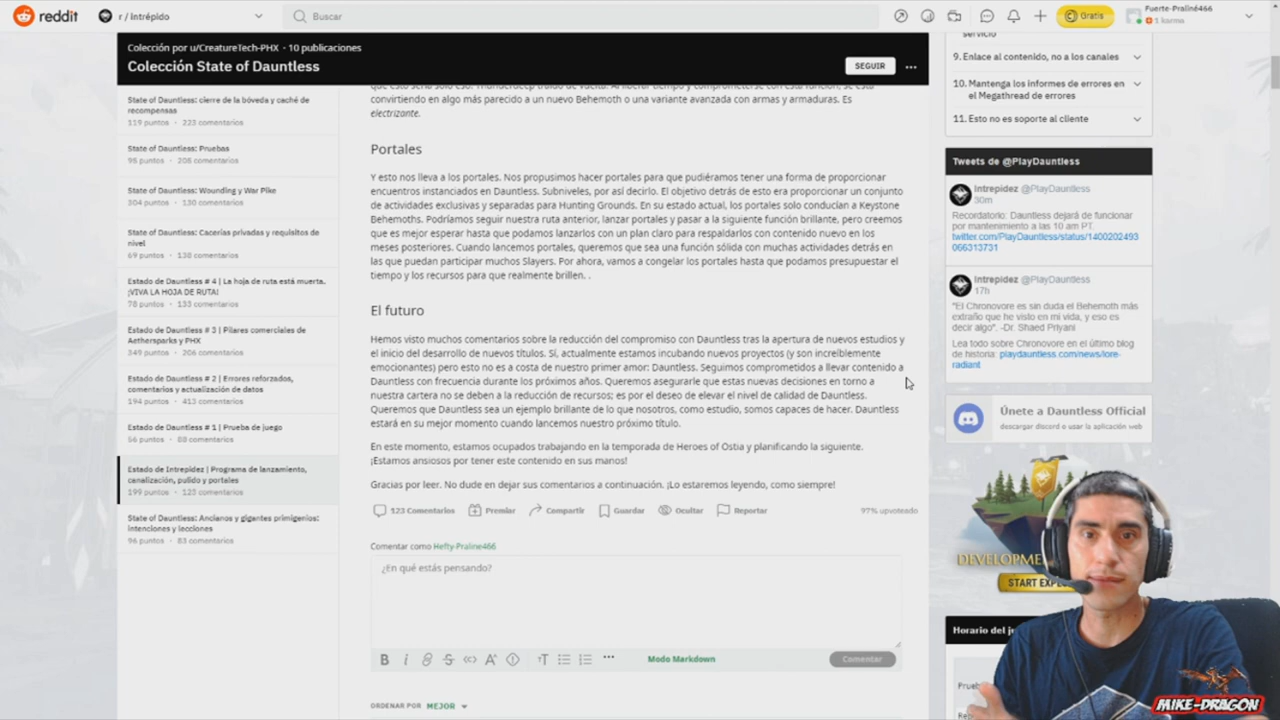 reddit
r / Intrépido
Buscar
Gratis
Fuerte-Praliné466
1 karma
Colección por u/CreatureTech-PHX · 10 publicaciones
Colección State of Dauntless
SEGUIR
State of Dauntless: cierre de la bóveda y caché de
recompensas
119 puntos · 223 comentarios
State of Dauntless: Pruebas
95 puntos · 208 comentarios
State of Dauntless: Wounding y War Pike
304 puntos · 130 comentarios
State of Dauntless: Cacerías privadas y requisitos de
nivel
69 puntos · 138 comentarios
Estado de Dauntless # 4 | La hoja de ruta está muerta.
¡VIVA LA HOJA DE RUTA!
78 puntos · 133 comentarios
Estado de Dauntless # 3 | Pilares comerciales de
Aethersparks y PHX
349 puntos · 206 comentarios
Estado de Dauntless # 2 | Errores reforzados,
comentarios y actualización de datos
194 puntos · 413 comentarios
Estado de Dauntless # 1 | Prueba de juego
56 puntos · 88 comentarios
Estado de Intrepidez | Programa de lanzamiento,
canalización, pulido y portales
199 puntos · 123 comentarios
State of Dauntless: Ancianos y gigantes primigenios:
intenciones y lecciones
96 puntos · 83 comentarios
convirtiendo en algo más parecido a un nuevo Behemoth o una variante avanzada con armas y armaduras. Es
electrizante.
Portales
Y esto nos lleva a los portales. Nos propusimos hacer portales para que pudiéramos tener una forma de proporcionar
encuentros instanciados en Dauntless. Subniveles, por así decirlo. El objetivo detrás de esto era proporcionar un conjunto
de actividades exclusivas y separadas para Hunting Grounds. En su estado actual, los portales solo conducían a Keystone
Behemoths. Podríamos seguir nuestra ruta anterior, lanzar portales y pasar a la siguiente función brillante, pero creemos
que es mejor esperar hasta que podamos lanzarlos con un plan claro para respaldarlos con contenido nuevo en los
meses posteriores. Cuando lancemos portales, queremos que sea una función sólida con muchas actividades detrás en
las que puedan participar muchos Slayers. Por ahora, vamos a congelar los portales hasta que podamos presupuestar el
tiempo y los recursos para que realmente brillen. .
El futuro
Hemos visto muchos comentarios sobre la reducción del compromiso con Dauntless tras la apertura de nuevos estudios y
el inicio del desarrollo de nuevos títulos. Sí, actualmente estamos incubando nuevos proyectos (y son increíblemente
emocionantes) pero esto no es a costa de nuestro primer amor: Dauntless. Seguimos comprometidos a llevar contenido a
Dauntless con frecuencia durante los próximos años. Queremos asegurarle que estas nuevas decisiones en torno a
nuestra cartera no se deben a la reducción de recursos; es por el deseo de elevar el nivel de calidad de Dauntless.
Queremos que Dauntless sea un ejemplo brillante de lo que nosotros, como estudio, somos capaces de hacer. Dauntless
estará en su mejor momento cuando lancemos nuestro próximo título.
En este momento, estamos ocupados trabajando en la temporada de Heroes of Ostia y planificando la siguiente.
¡Estamos ansiosos por tener este contenido en sus manos!
Gracias por leer. No dude en dejar sus comentarios a continuación. ¡Lo estaremos leyendo, como siempre!
123 Comentarios Premiar Compartir Guardar Ocultar Reportar 97% upvoteado
Comentar como Hefty-Praline466
¿En qué estás pensando?
Modo Markdown
Comentar
ORDENAR POR MEJOR
servicio
9. Enlace al contenido, no a los canales
10. Mantenga los informes de errores en
el Megathread de errores
11. Esto no es soporte al cliente
Tweets de @PlayDauntless
Intrepidez @PlayDauntless
30m
Recordatorio: Dauntless dejará de funcionar
por mantenimiento a las 10 am PT.
twitter.com/PlayDauntless/status/1400202493
066313731
Intrepidez @PlayDauntless
17h
"El Chronovore es sin duda el Behemoth más
extraño que he visto en mi vida, y eso es
decir algo". -Dr. Shaed Priyani
Lea todo sobre Chronovore en el último blog
de historia: playdauntless.com/news/lore-
radiant
Únete a Dauntless Official
descargar discord o usar la aplicación web
DEVELOPME
START EXP
Horario del
MIKE-DRAGON